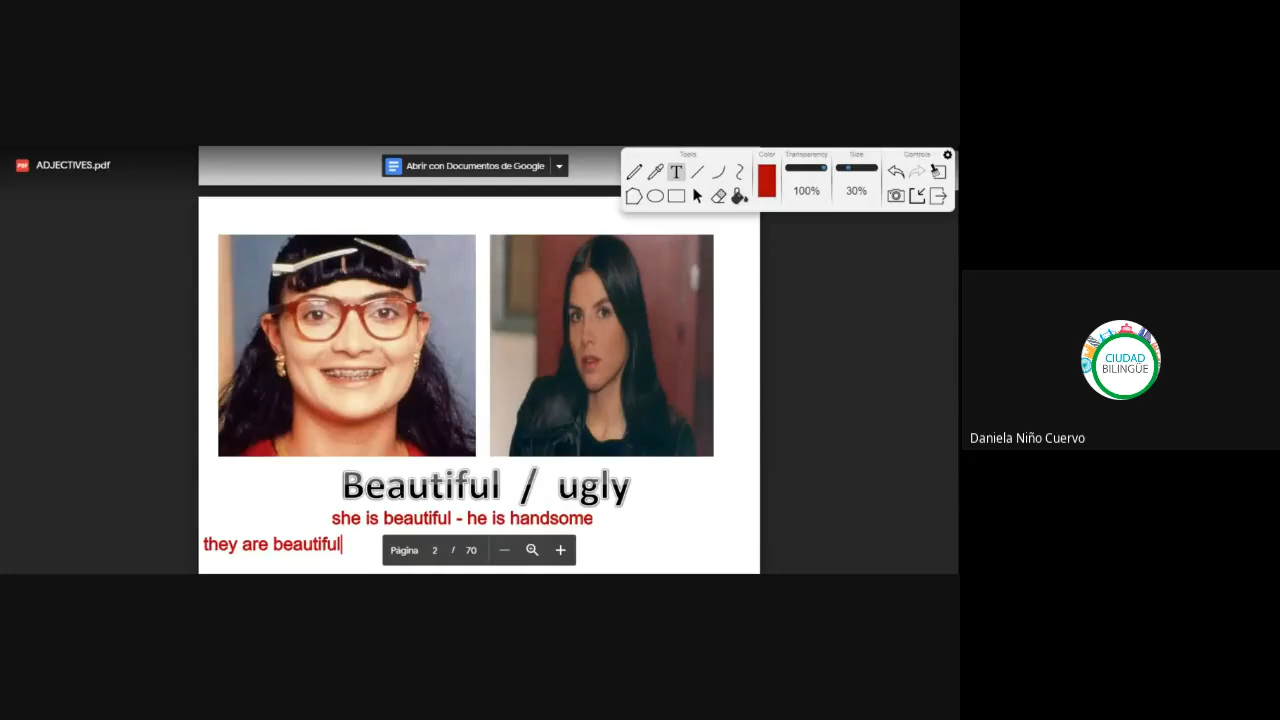 ADJECTIVES.pdf
Abrir con Documentos de Google
Tools
Color
Transparency
Size
Controls
T
100%
30%
Beautiful / ugly
she is beautiful - he is handsome
they are beautiful
Página 2 / 70
CIUDAD
BILINGÜE
Daniela Niño Cuervo